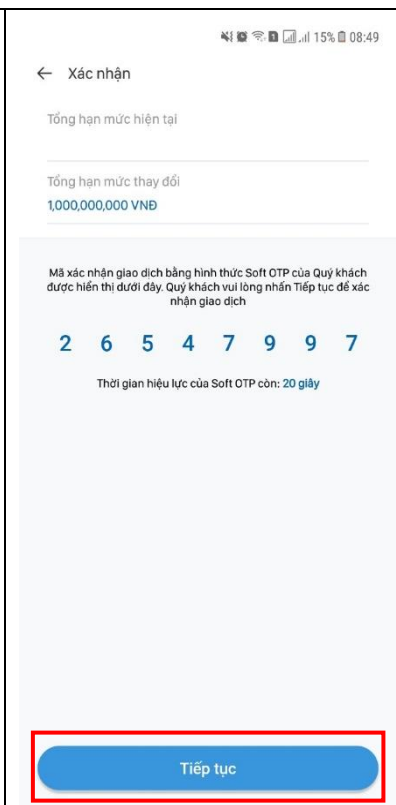 15% 08:49
← Xác nhận
Tổng hạn mức hiện tại
Tổng hạn mức thay đổi
1,000,000,000 VNĐ
Mã xác nhận giao dịch bằng hình thức Soft OTP của Quý khách
được hiển thị dưới đây. Quý khách vui lòng nhấn Tiếp tục để xác
nhận giao dịch
2 6 5 4 7 9 9 7
Thời gian hiệu lực của Soft OTP còn: 20 giây
Tiếp tục